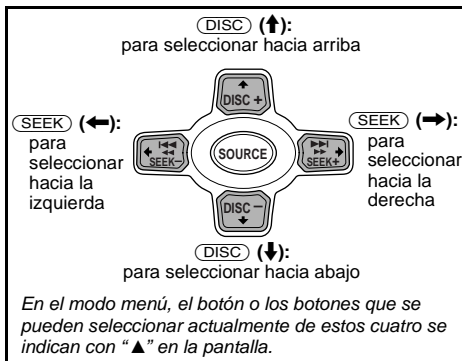 DISC (↑):
para seleccionar hacia arriba
DISC +
SEEK (←):
para
seleccionar
hacia la
izquierda
SEEK–
SOURCE
SEEK+
SEEK (→):
para
seleccionar
hacia la
derecha
DISC –
DISC (↓):
para seleccionar hacia abajo
En el modo menú, el botón o los botones que se
pueden seleccionar actualmente de estos cuatro se
indican con “▲” en la pantalla.